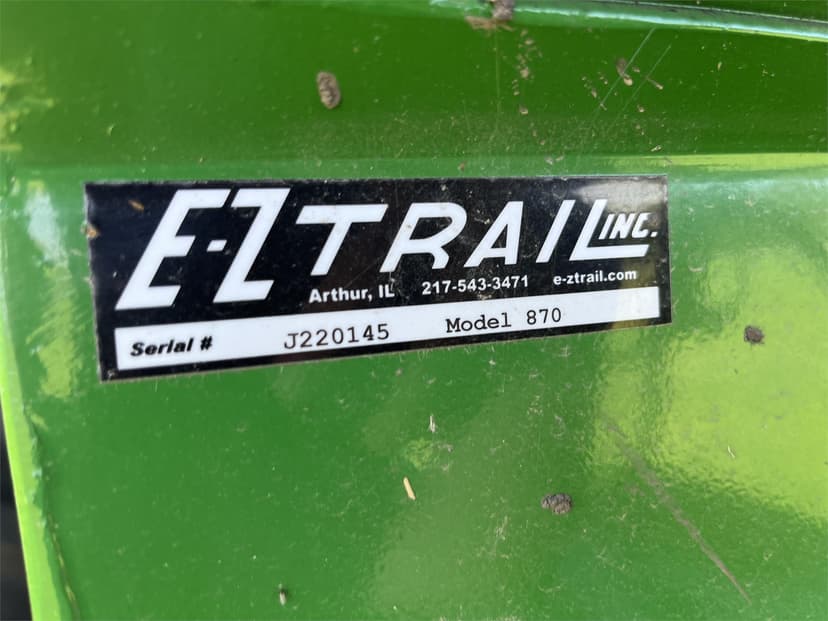 E-Z TRAIL INC.
Arthur, IL 217-543-3471 e-ztrail.com
Serial # J220145 Model 870